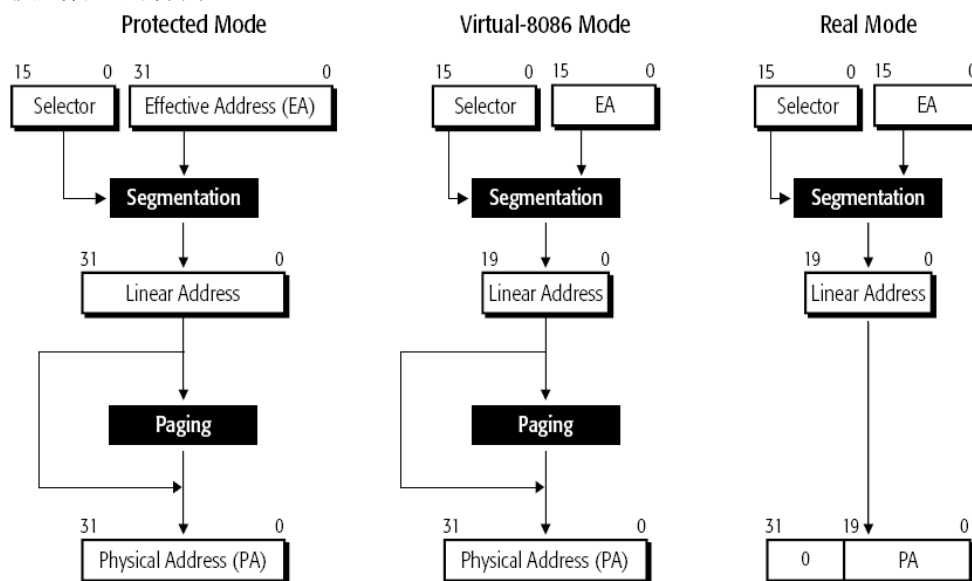 Protected Mode Virtual-8086 Mode Real Mode
15 0 31 0 15 0 15 0 15 0 15 0
Selector Effective Address (EA) Selector EA Selector EA
Segmentation Segmentation Segmentation
31 0 19 0 19 0
Linear Address Linear Address Linear Address
Paging Paging
31 0 31 0 31 19 0
Physical Address (PA) Physical Address (PA) 0 PA